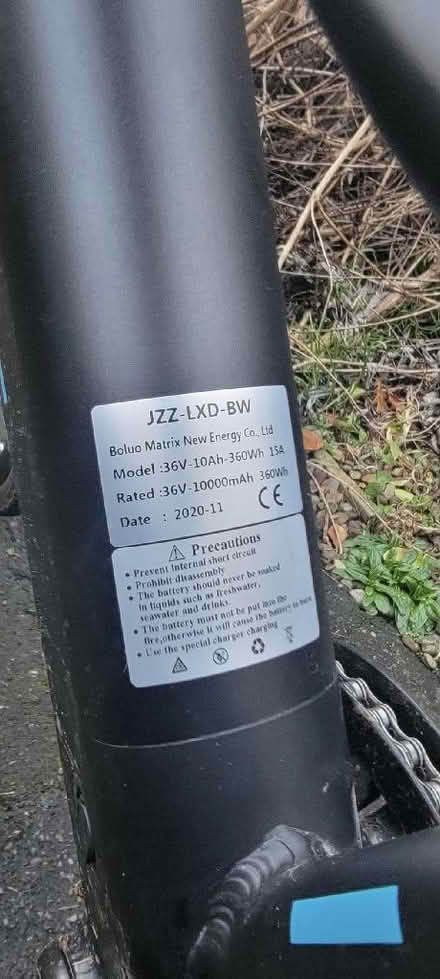 JZZ-LXD-BW
Boluo Matrix New Energy Co., Ltd
Model :36V-10Ah-360Wh 15A
Rated :36V-10000mAh 360Wh
Date : 2020-11
CE
Precautions
• Prevent internal short circuit
• Prohibit disassembly
• The battery should never be soaked
in liquids such as freshwater,
seawater and drinks.
• The battery must not be put into the
fire,otherwise it will cause the battery to burn
• Use the special charger charging